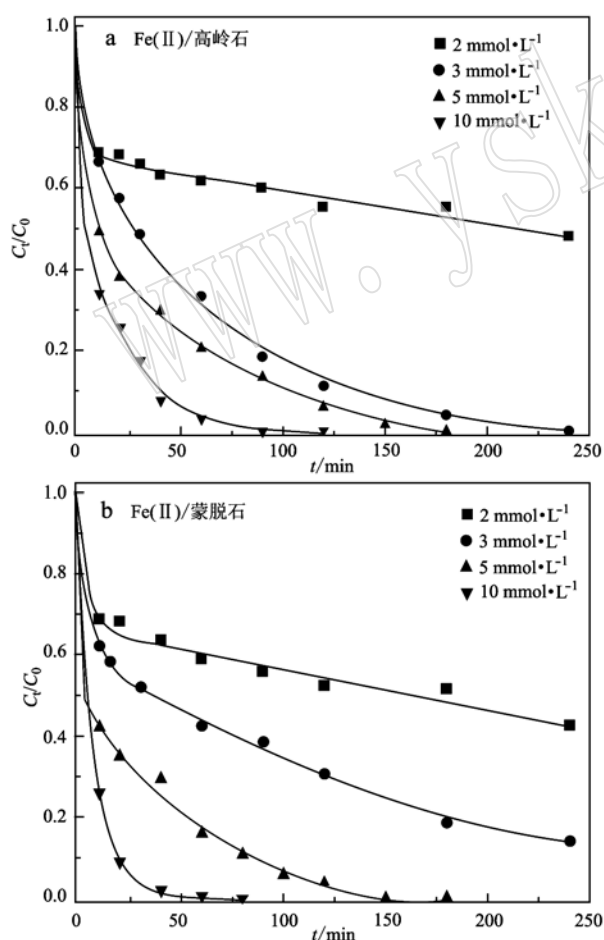 a Fe(Ⅱ)/高岭石
2 mmol•L⁻¹
3 mmol•L⁻¹
5 mmol•L⁻¹
10 mmol•L⁻¹
1.0
0.8
0.6
0.4
0.2
0.0
Cₜ/C₀
50 100 150 200 250
t/min
b Fe(Ⅱ)/蒙脱石
2 mmol•L⁻¹
3 mmol•L⁻¹
5 mmol•L⁻¹
10 mmol•L⁻¹
1.0
0.8
0.6
0.4
0.2
0.0
Cₜ/C₀
50 100 150 200 250
t/min
www.ysk